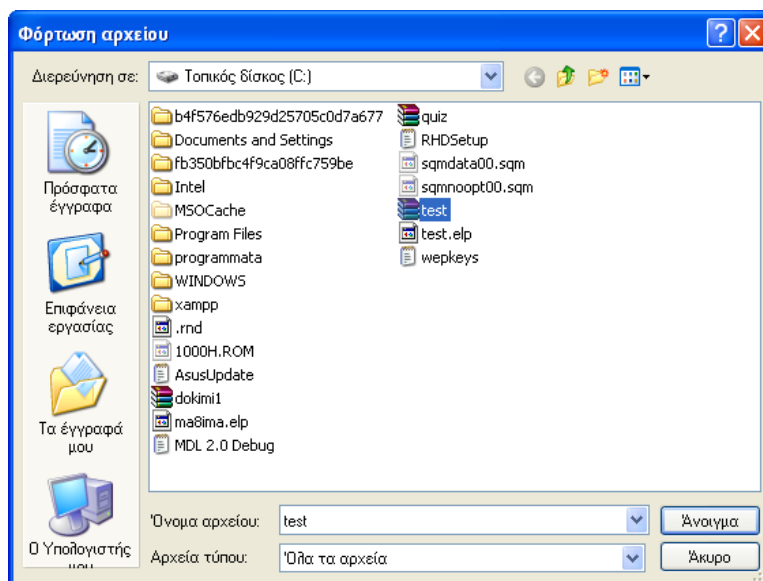 Φόρτωση αρχείου
Διερεύνηση σε:
Τοπικός δίσκος (C:)
Πρόσφατα
έγγραφα
Επιφάνεια
εργασίας
Τα έγγραφά
μου
Ο Υπολογιστής
μου
b4f576edb929d25705c0d7a677
Documents and Settings
fb350bfbc4f9ca08ffc759be
Intel
MSOCache
Program Files
programmata
WINDOWS
xampp
.rnd
1000H.ROM
AsusUpdate
dokimi1
ma8ima.elp
MDL 2.0 Debug
quiz
RHDSetup
sqmdata00.sqm
sqmnoopt00.sqm
test
test.elp
wepkeys
Όνομα αρχείου:
test
Άνοιγμα
Αρχεία τύπου:
Όλα τα αρχεία
Άκυρο